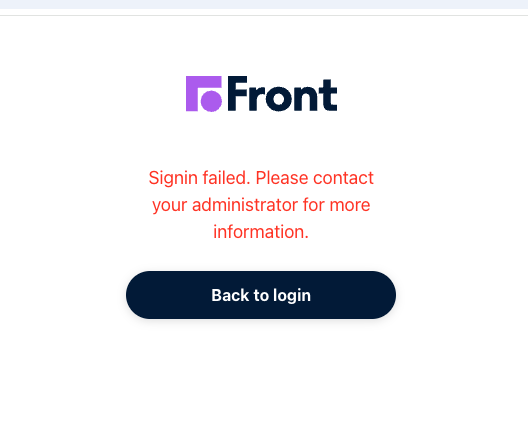 Front
Signin failed. Please contact
your administrator for more
information.
Back to login